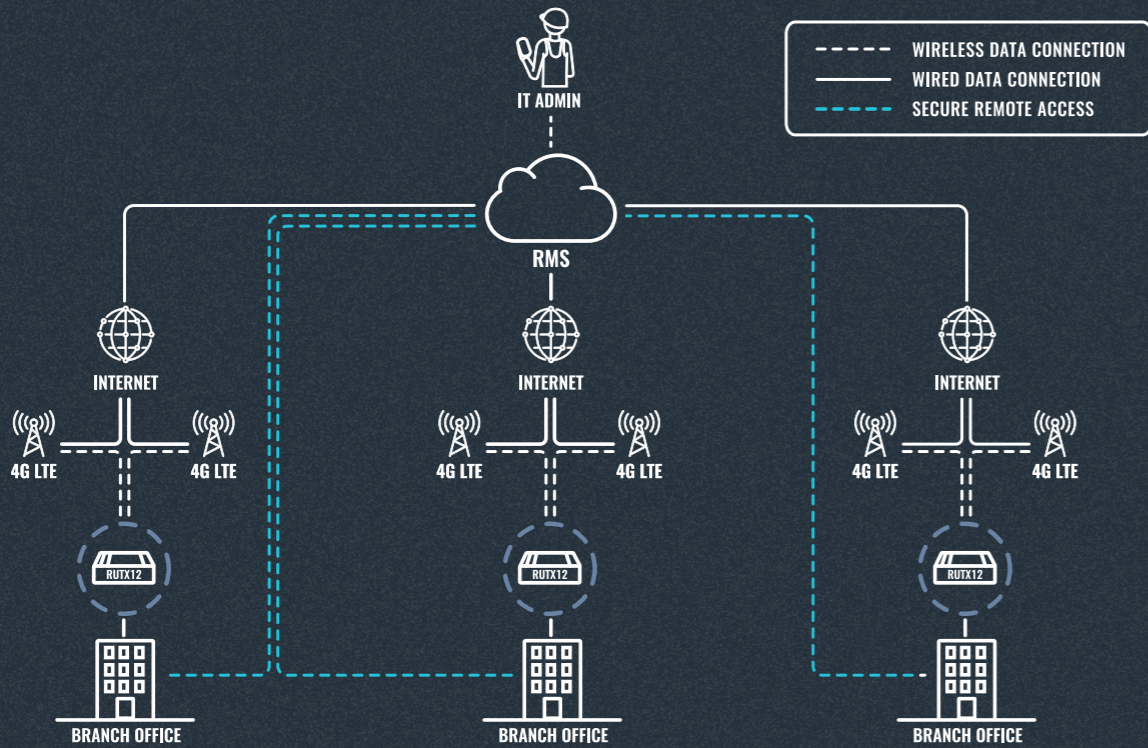 WIRELESS DATA CONNECTION
WIRED DATA CONNECTION
SECURE REMOTE ACCESS
IT ADMIN
RMS
INTERNET
INTERNET
INTERNET
4G LTE
4G LTE
4G LTE
4G LTE
4G LTE
4G LTE
RUTX12
RUTX12
RUTX12
BRANCH OFFICE
BRANCH OFFICE
BRANCH OFFICE